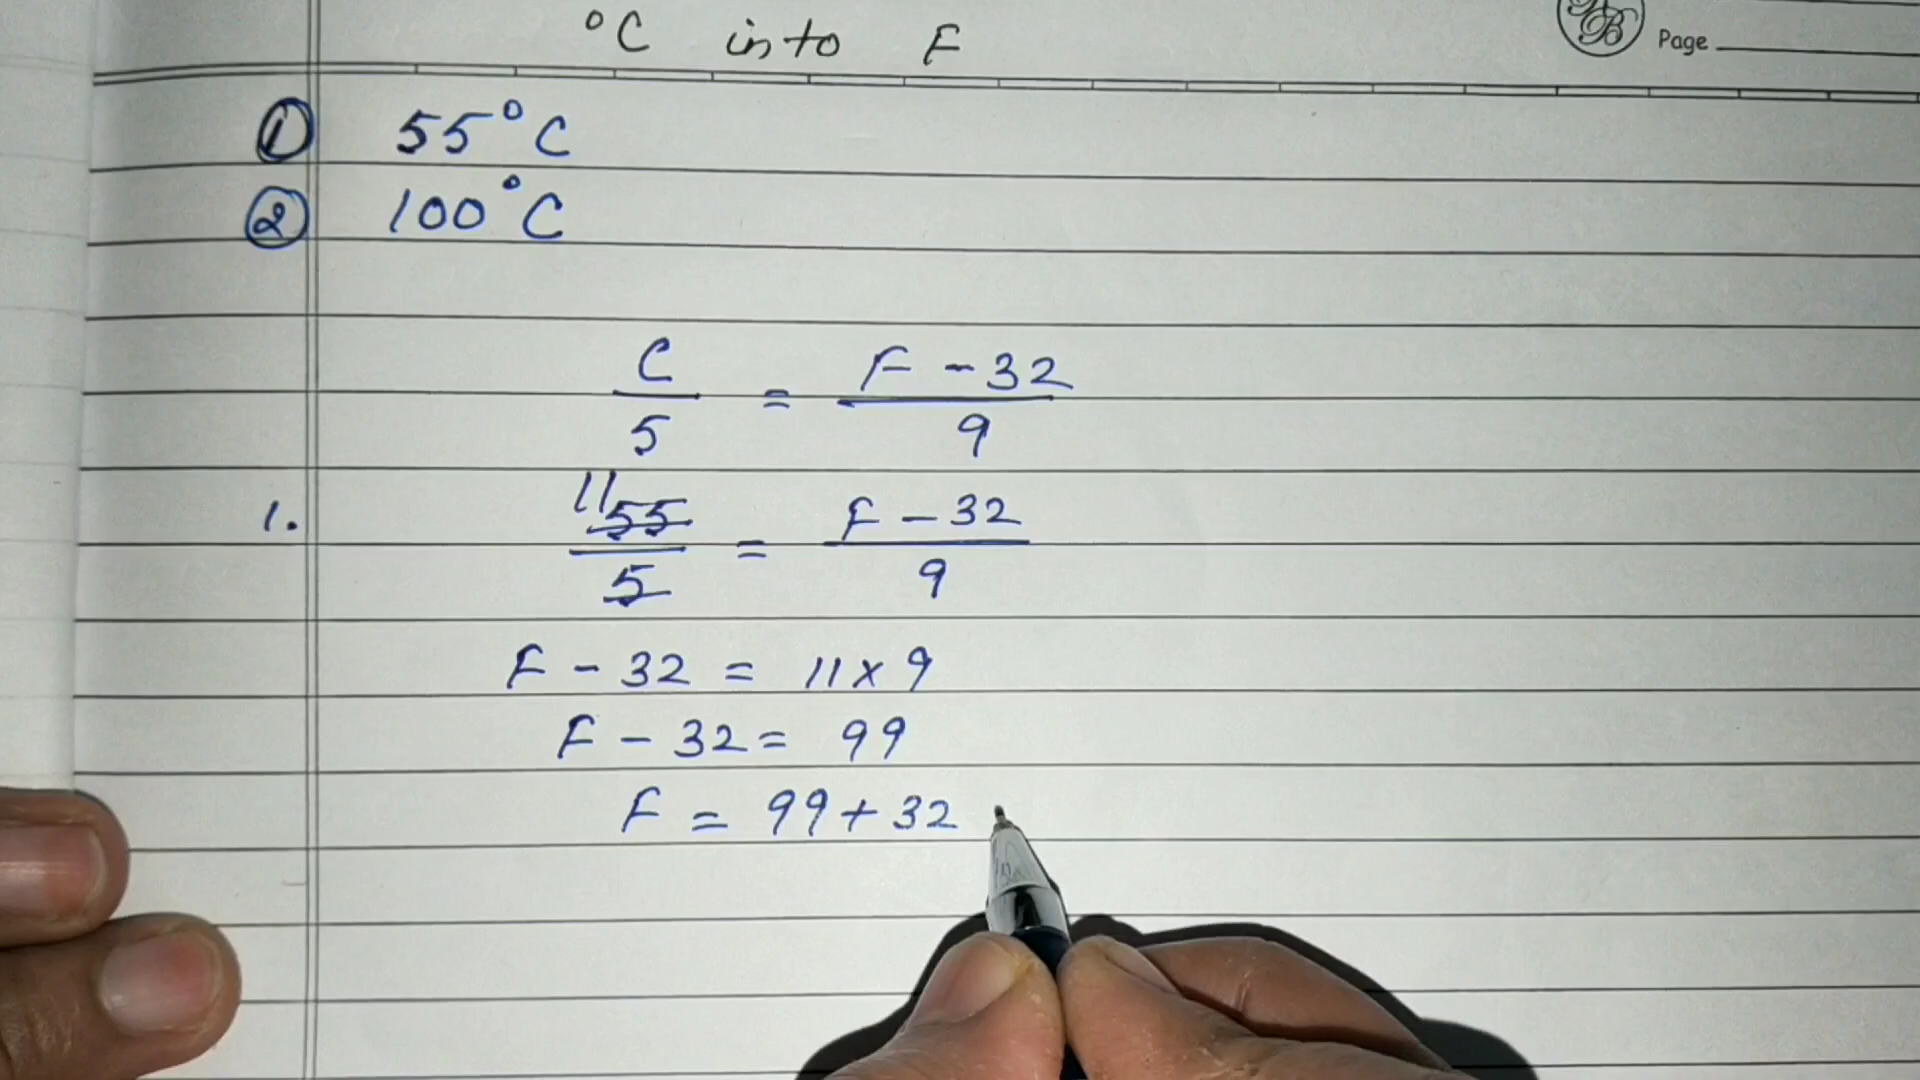 °C into F
Page
① 55°C
② 100°C
C/5 = F - 32/9
1. 11 55/5 = F - 32/9
F - 32 = 11 x 9
F - 32 = 99
F = 99 + 32